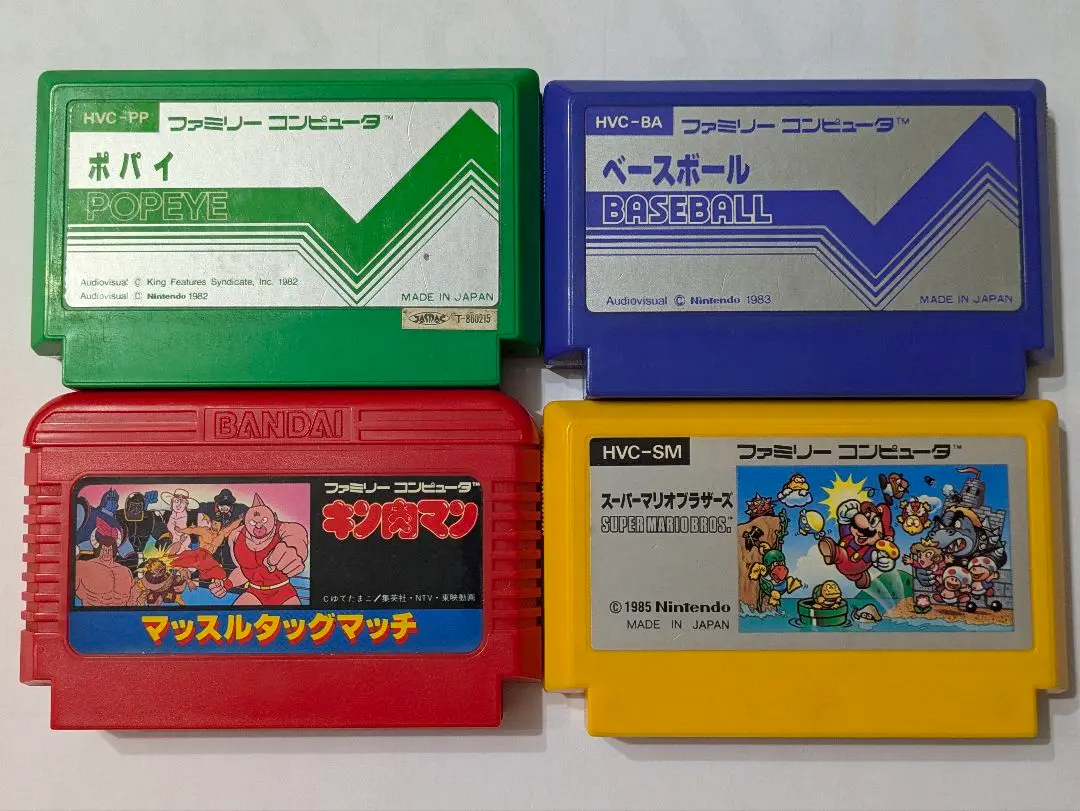 HVC-PP ファミリー コンピュータ™
ポパイ
POPEYE
Audiovisual © King Features Syndicate, Inc. 1982
Audiovisual © Nintendo 1982
MADE IN JAPAN
JASRAC T-860215
HVC-BA ファミリー コンピュータ™
ベースボール
BASEBALL
Audiovisual © Nintendo 1983
MADE IN JAPAN
BANDAI
ファミリー コンピュータ™
キン肉マン
©ゆでたまご/集英社・NTV・東映動画
マッスルタッグマッチ
HVC-SM ファミリー コンピュータ™
スーパーマリオブラザーズ
SUPER MARIO BROS.™
© 1985 Nintendo
MADE IN JAPAN